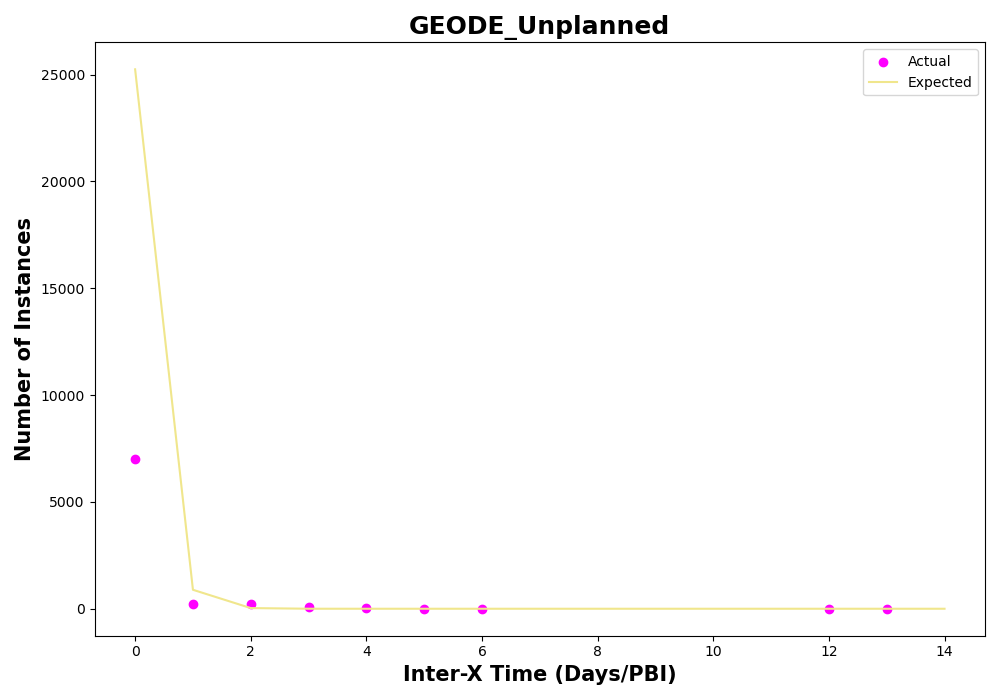 GEODE_Unplanned
Actual
Expected
Number of Instances
25000
20000
15000
10000
5000
0
0 2 4 6 8 10 12 14
Inter-X Time (Days/PBI)